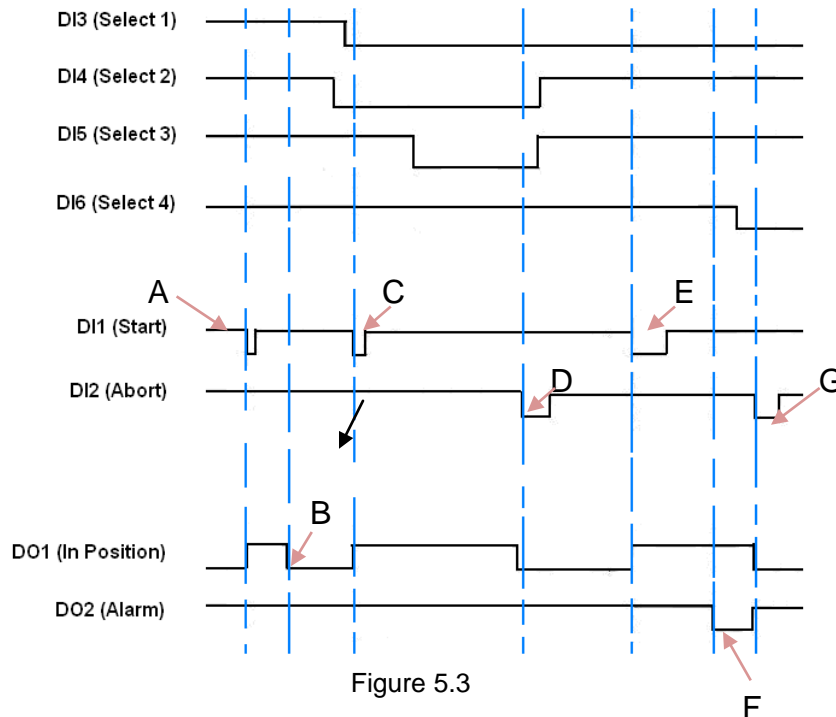 DI3 (Select 1)
DI4 (Select 2)
DI5 (Select 3)
DI6 (Select 4)
A
C
E
DI1 (Start)
D
G
DI2 (Abort)
B
DO1 (In Position)
DO2 (Alarm)
Figure 5.3
F